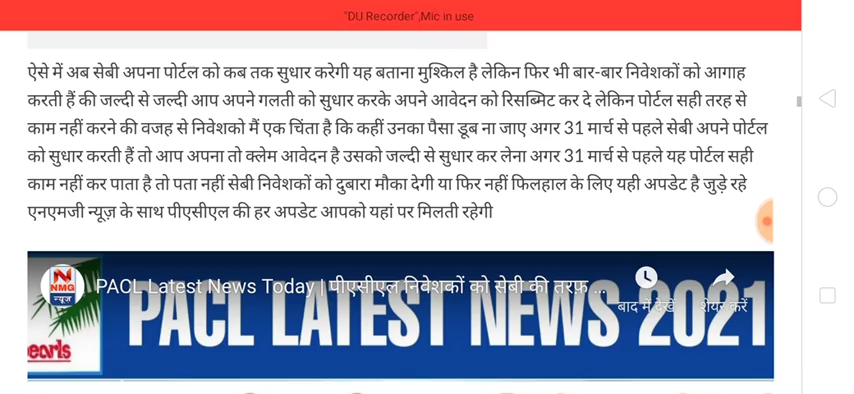 "DU Recorder",Mic in use
ऐसे में अब सेबी अपना पोर्टल को कब तक सुधार करेगी यह बताना मुश्किल है लेकिन फिर भी बार-बार निवेशकों को आगाह
करती हैं की जल्दी से जल्दी आप अपने गलती को सुधार करके अपने आवेदन को रिसब्मिट कर दे लेकिन पोर्टल सही तरह से
काम नहीं करने की वजह से निवेशको मैं एक चिंता है कि कहीं उनका पैसा डूब ना जाए अगर 31 मार्च से पहले सेबी अपने पोर्टल
को सुधार करती हैं तो आप अपना तो क्लेम आवेदन है उसको जल्दी से सुधार कर लेना अगर 31 मार्च से पहले यह पोर्टल सही
काम नहीं कर पाता है तो पता नहीं सेबी निवेशकों को दुबारा मौका देगी या फिर नहीं फिलहाल के लिए यही अपडेट है जुड़े रहे
एनएमजी न्यूज़ के साथ पीएसीएल की हर अपडेट आपको यहां पर मिलती रहेगी
NMG
न्यूज़
PACL Latest News Today | पीएसीएल निवेशकों को सेबी की तरफ़ ...
बाद में देखें
शेयर करें
PACL LATEST NEWS 2021
earls